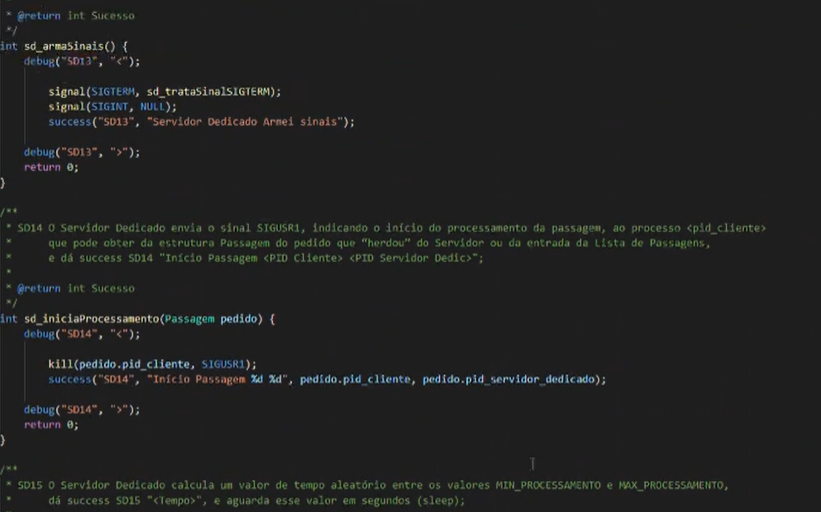 * @return int Sucesso
*/
int sd_armaSinais() {
    debug("SD13", "<");
        signal(SIGTERM, sd_trataSinalSIGTERM);
        signal(SIGINT, NULL);
        success("SD13", "Servidor Dedicado Armei sinais");
    debug("SD13", ">");
    return 0;
}
/**
* SD14 O Servidor Dedicado envia o sinal SIGUSR1, indicando o início do processamento da passagem, ao processo <pid_cliente>
*      que pode obter da estrutura Passagem do pedido que “herdou” do Servidor ou da entrada da Lista de Passagens,
*      e dá success SD14 "Início Passagem <PID Cliente> <PID Servidor Dedic>";
*
* @return int Sucesso
*/
int sd_iniciaProcessamento(Passagem pedido) {
    debug("SD14", "<");
        kill(pedido.pid_cliente, SIGUSR1);
        success("SD14", "Início Passagem %d %d", pedido.pid_cliente, pedido.pid_servidor_dedicado);
    debug("SD14", ">");
    return 0;
}
/**
* SD15 O Servidor Dedicado calcula um valor de tempo aleatório entre os valores MIN_PROCESSAMENTO e MAX_PROCESSAMENTO,
*      dá success SD15 "<Tempo>", e aguarda esse valor em segundos (sleep);